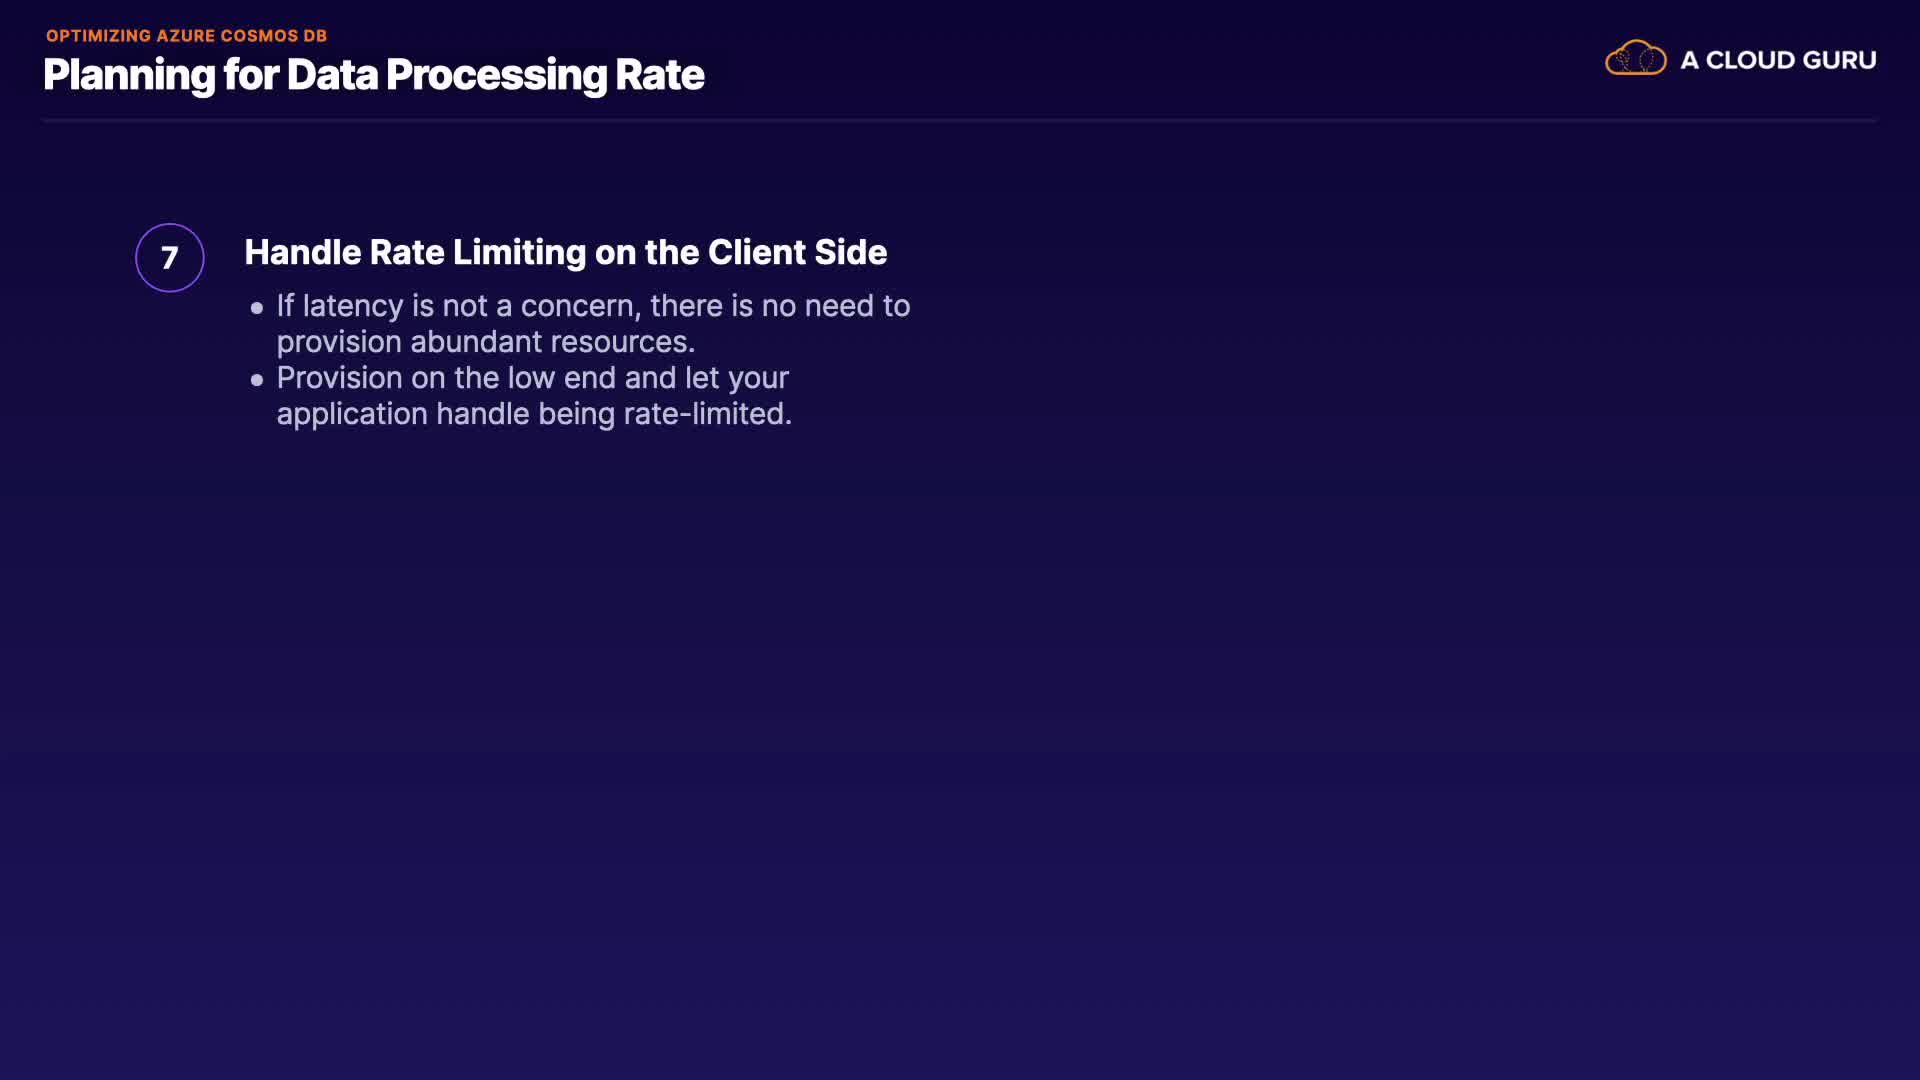 OPTIMIZING AZURE COSMOS DB
Planning for Data Processing Rate
A CLOUD GURU
7
Handle Rate Limiting on the Client Side
• If latency is not a concern, there is no need to
provision abundant resources.
• Provision on the low end and let your
application handle being rate-limited.